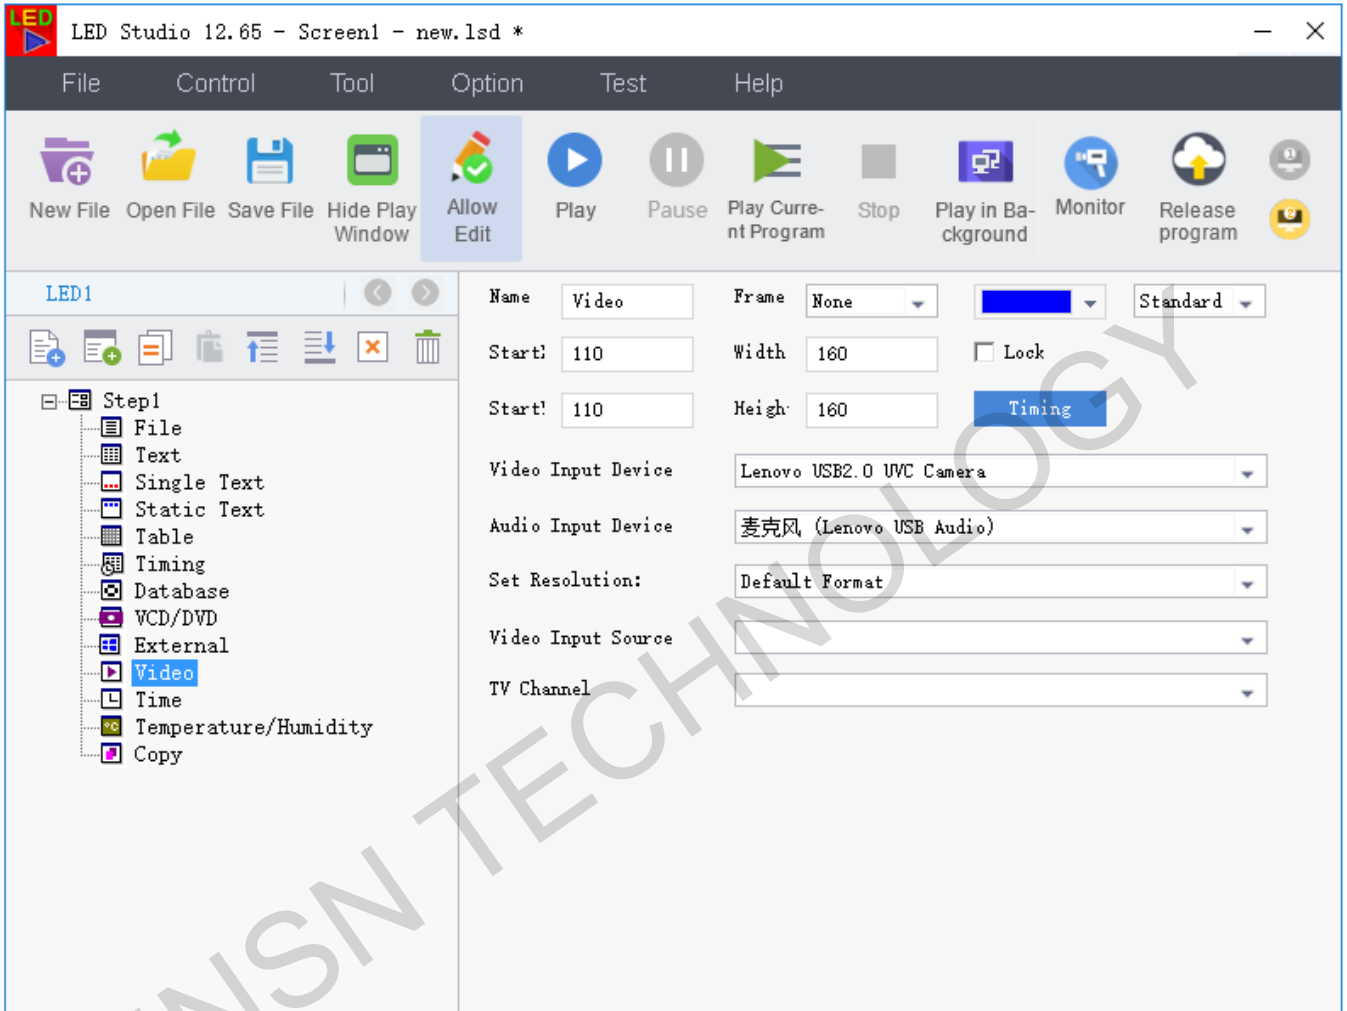 LED
LED Studio 12.65 - Screen1 - new.lsd *
File Control Tool Option Test Help
New File Open File Save File Hide Play Window Allow Edit Play Pause Play Curre-nt Program Stop Play in Ba-ckground Monitor Release program
LED1
Step1
File
Text
Single Text
Static Text
Table
Timing
Database
VCD/DVD
External
Video
Time
Temperature/Humidity
Copy
Name Video Frame None Standard
Start 110 Width 160 Lock
Start 110 Heigh 160 Timing
Video Input Device Lenovo USB2.0 UVC Camera
Audio Input Device 麦克风 (Lenovo USB Audio)
Set Resolution: Default Format
Video Input Source
TV Channel
NSN TECHNOLOGY